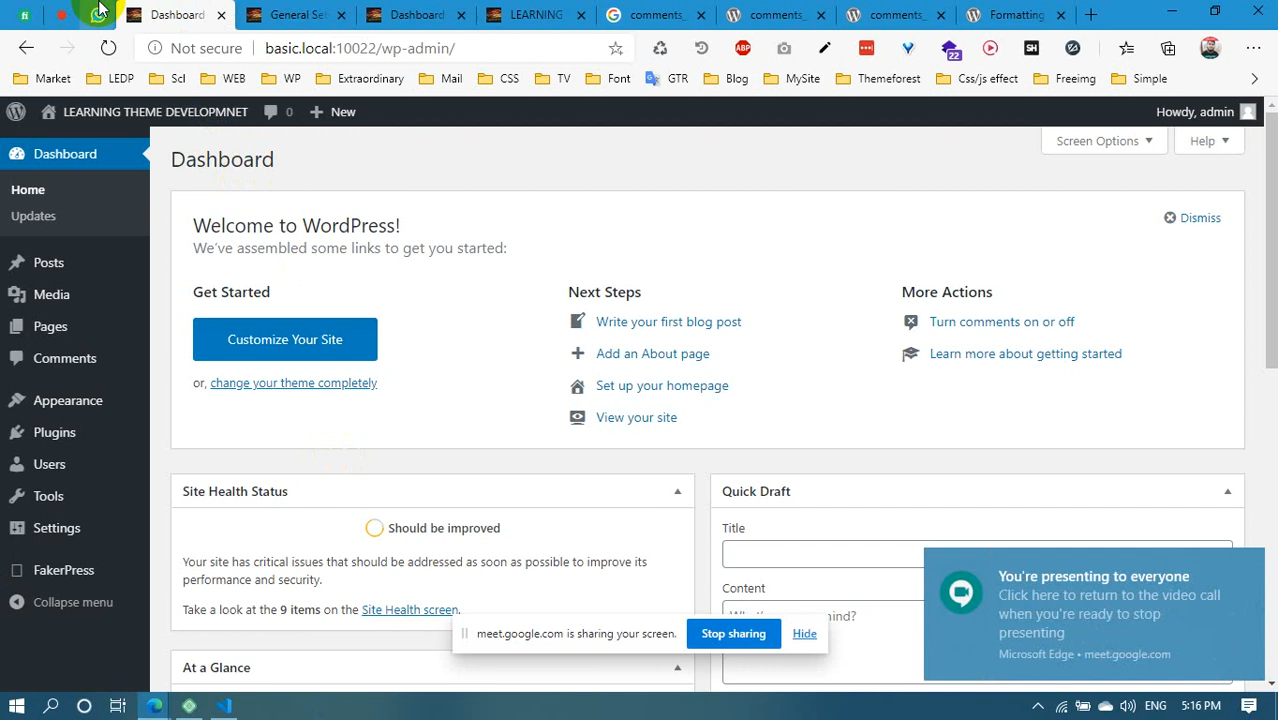 Dashboard
General Set
Dashboard
LEARNING
comments_
comments_
comments_
Formatting
Not secure
basic.local:10022/wp-admin/
ABP
22
SH
Market
LEDP
Scl
WEB
WP
Extraordinary
Mail
CSS
TV
Font
GTR
Blog
MySite
Themeforest
Css/js effect
Freeimg
Simple
LEARNING THEME DEVELOPMNET
0
New
Howdy, admin
Dashboard
Home
Updates
Posts
Media
Pages
Comments
Appearance
Plugins
Users
Tools
Settings
FakerPress
Collapse menu
Dashboard
Screen Options
Help
Welcome to WordPress!
Dismiss
We've assembled some links to get you started:
Get Started
Customize Your Site
or, change your theme completely
Next Steps
Write your first blog post
Add an About page
Set up your homepage
View your site
More Actions
Turn comments on or off
Learn more about getting started
Site Health Status
Should be improved
Your site has critical issues that should be addressed as soon as possible to improve its
performance and security.
Take a look at the 9 items on the Site Health screen.
At a Glance
Quick Draft
Title
Content
meet.google.com is sharing your screen.
Stop sharing
Hide
You're presenting to everyone
Click here to return to the video call
when you're ready to stop
presenting
Microsoft Edge • meet.google.com
ENG
5:16 PM